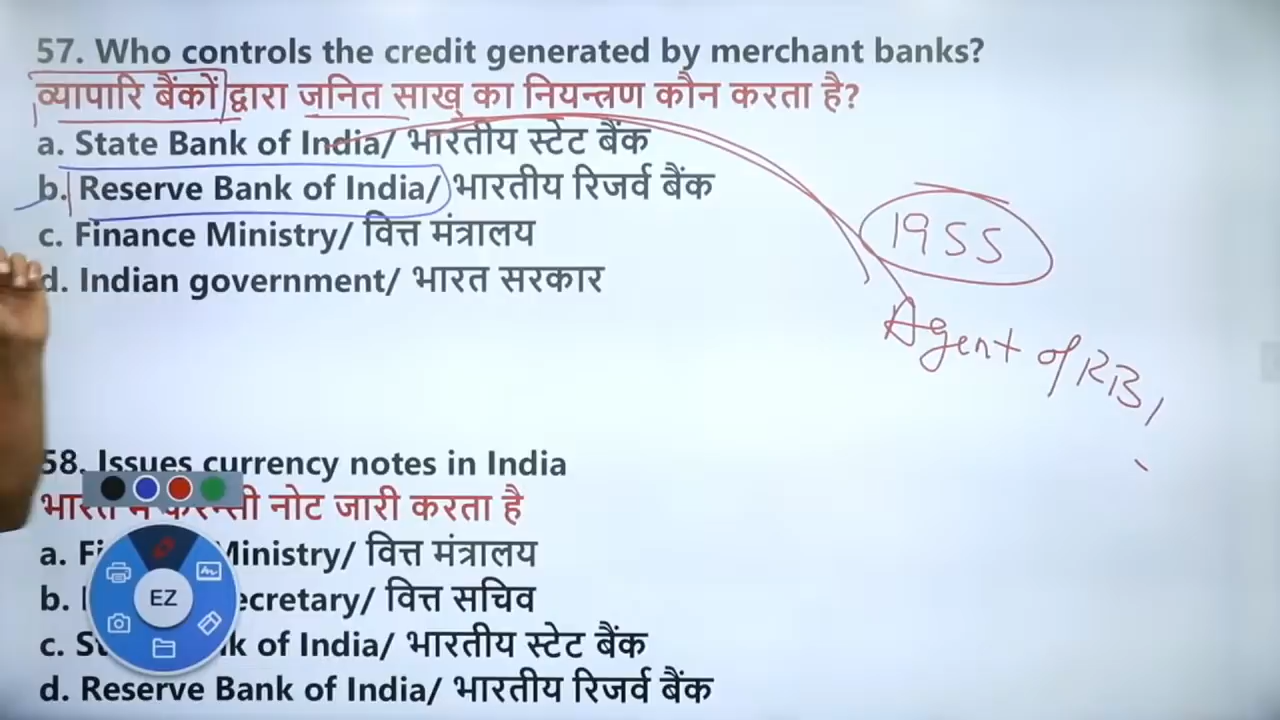 57. Who controls the credit generated by merchant banks?
व्यापारि बैंकों द्वारा जनित साख् का नियन्त्रण कौन करता है?
a. State Bank of India/ भारतीय स्टेट बैंक
b. Reserve Bank of India/ भारतीय रिजर्व बैंक
c. Finance Ministry/ वित्त मंत्रालय
d. Indian government/ भारत सरकार
1955
Agent of RBI
58. Issues currency notes in India
भारत में करन्सी नोट जारी करता है
a. Ministry/ वित्त मंत्रालय
b. ecretary/ वित्त सचिव
EZ
c. of India/ भारतीय स्टेट बैंक
d. Reserve Bank of India/ भारतीय रिजर्व बैंक